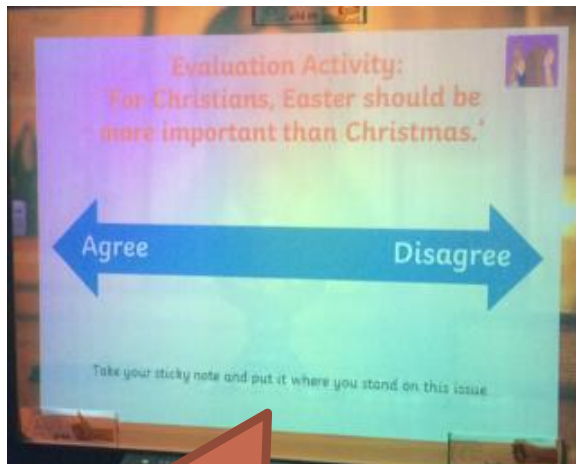 Evaluation Activity:
'For Christians, Easter should be
more important than Christmas.'
Agree
Disagree
Take your sticky note and put it where you stand on this issue